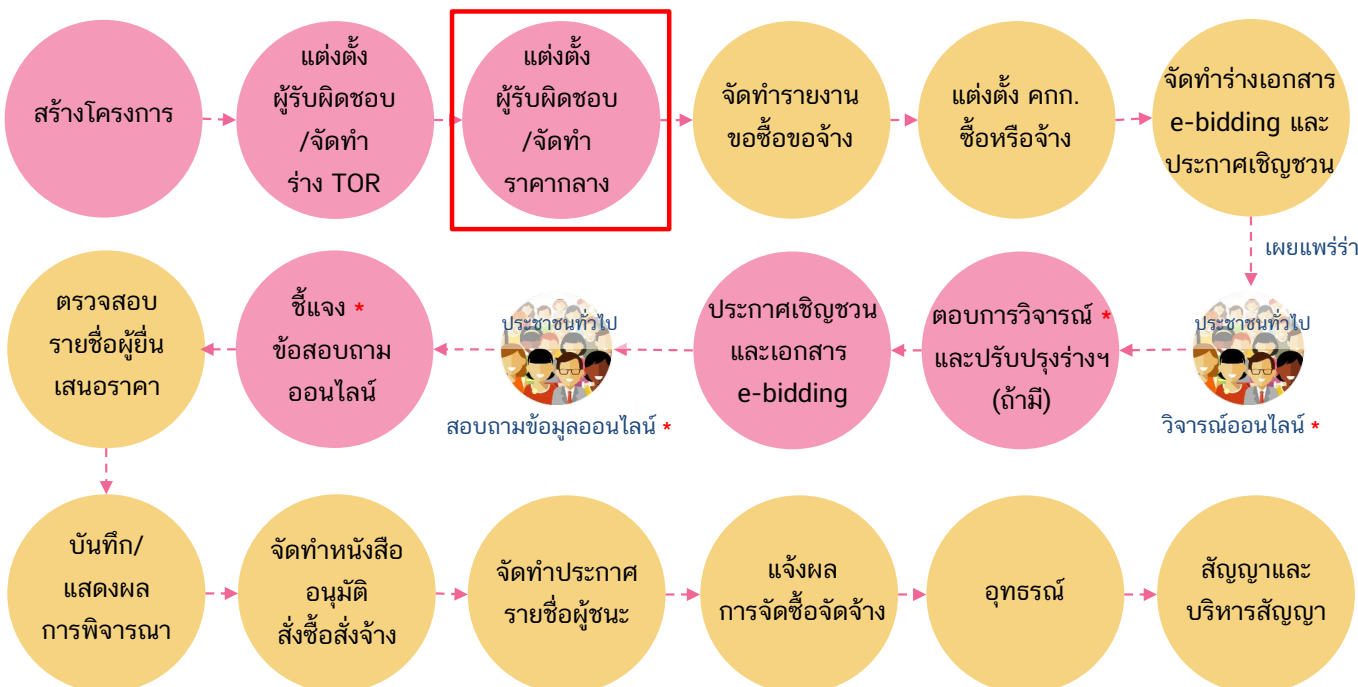 สร้างโครงการ
แต่งตั้ง
ผู้รับผิดชอบ
/จัดทำ
ร่าง TOR
แต่งตั้ง
ผู้รับผิดชอบ
/จัดทำ
ราคากลาง
จัดทำรายงาน
ขอซื้อขอจ้าง
แต่งตั้ง คกก.
ซื้อหรือจ้าง
จัดทำร่างเอกสาร
e-bidding และ
ประกาศเชิญชวน
เผยแพร่ร่า
ประชาชนทั่วไป
วิจารณ์ออนไลน์ *
ตอบการวิจารณ์ *
และปรับปรุงร่างฯ
(ถ้ามี)
ประกาศเชิญชวน
และเอกสาร
e-bidding
ประชาชนทั่วไป
สอบถามข้อมูลออนไลน์ *
ชี้แจง *
ข้อสอบถาม
ออนไลน์
ตรวจสอบ
รายชื่อผู้ยื่น
เสนอราคา
บันทึก/
แสดงผล
การพิจารณา
จัดทำหนังสือ
อนุมัติ
สั่งซื้อสั่งจ้าง
จัดทำประกาศ
รายชื่อผู้ชนะ
แจ้งผล
การจัดซื้อจัดจ้าง
อุทธรณ์
สัญญาและ
บริหารสัญญา